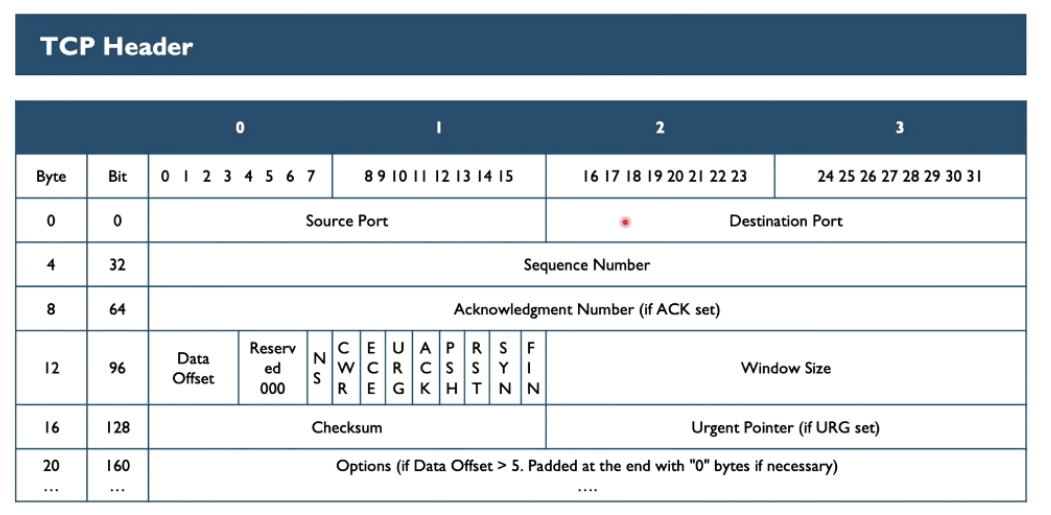 TCP Header
0 1 2 3
Byte Bit 0 1 2 3 4 5 6 7 8 9 10 11 12 13 14 15 16 17 18 19 20 21 22 23 24 25 26 27 28 29 30 31
0 0 Source Port Destination Port
4 32 Sequence Number
8 64 Acknowledgment Number (if ACK set)
12 96 Data Offset Reserved 000 NS CWR ECE URG ACK PSH RST SYN FIN Window Size
16 128 Checksum Urgent Pointer (if URG set)
20 160 Options (if Data Offset > 5. Padded at the end with "0" bytes if necessary)
... ... ....